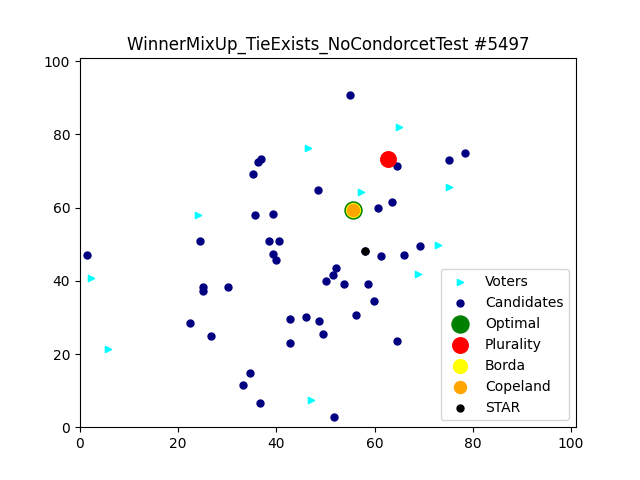 WinnerMixUp_TieExists_NoCondorcetTest #5497
100
80
60
40
20
0
0 20 40 60 80 100
Voters
Candidates
Optimal
Plurality
Borda
Copeland
STAR